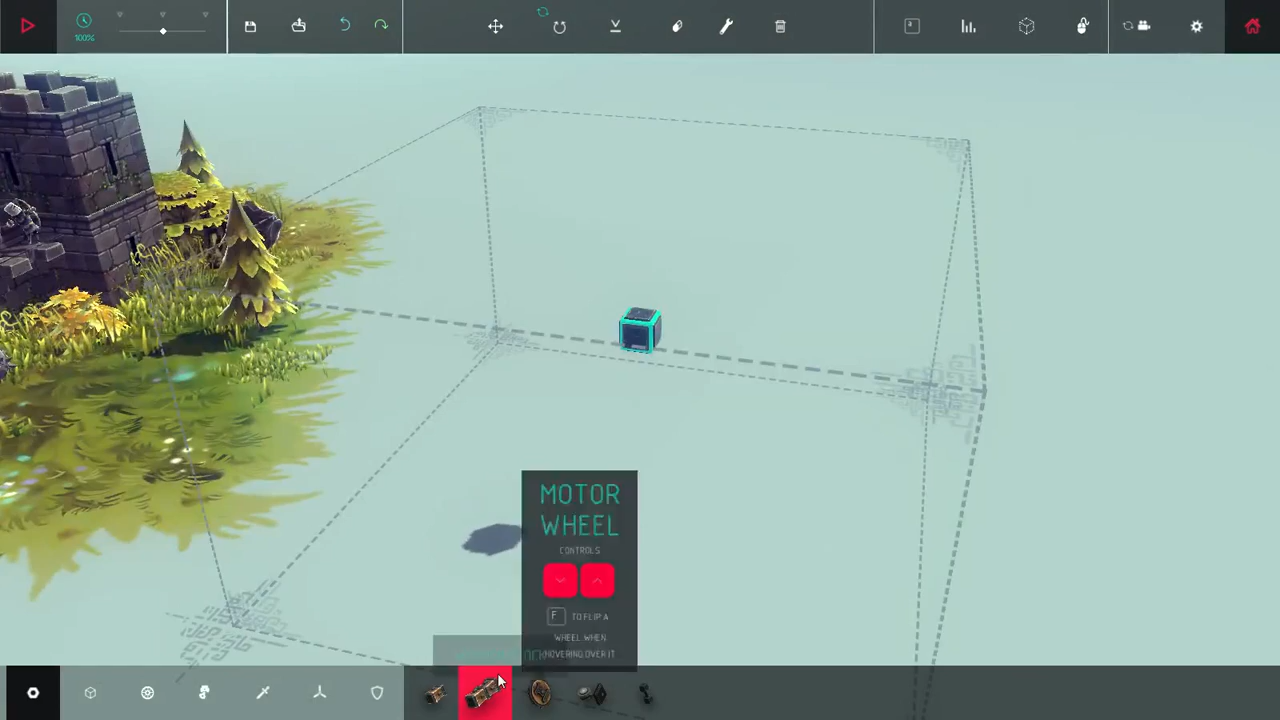 100%
MOTOR
WHEEL
CONTROLS
F TO FLIP A
WHEEL WHEN
HOVERING OVER IT